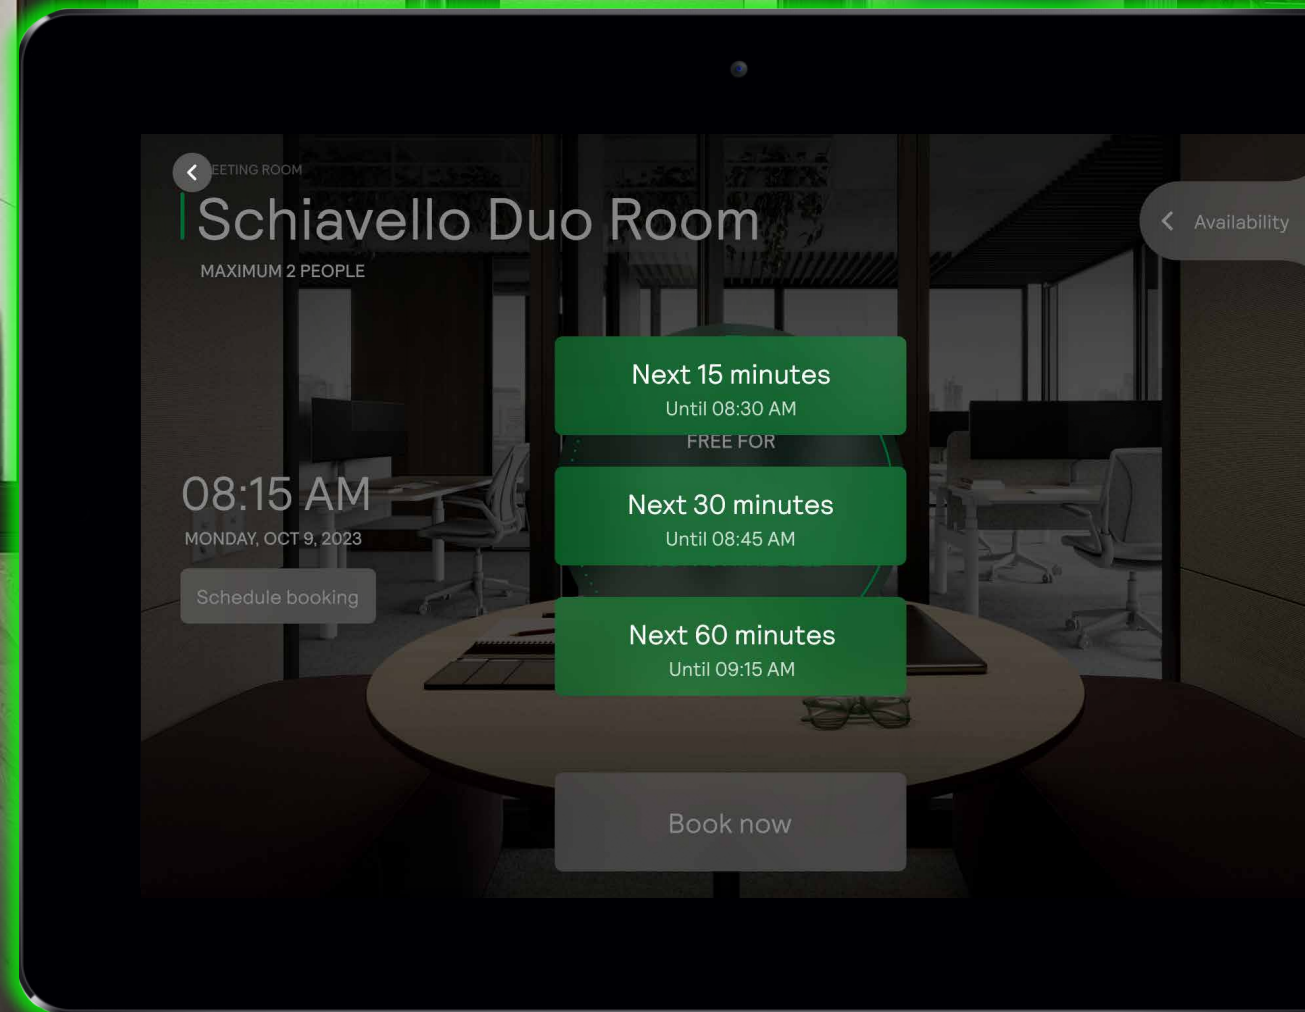 EETING ROOM
Schiavello Duo Room
MAXIMUM 2 PEOPLE
Availability
Next 15 minutes
Until 08:30 AM
FREE FOR
Next 30 minutes
Until 08:45 AM
08:15 AM
MONDAY, OCT 9, 2023
Schedule booking
Next 60 minutes
Until 09:15 AM
Book now